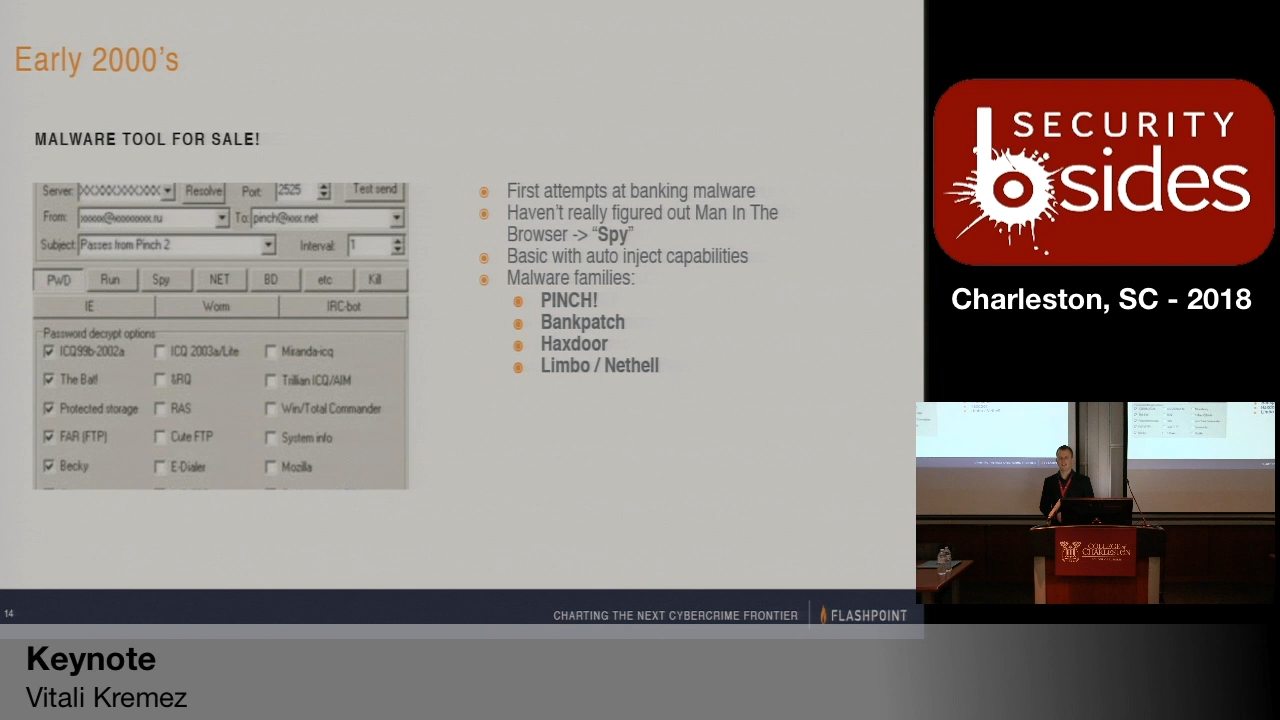 Early 2000's
MALWARE TOOL FOR SALE!
Server:
Resolve
Port:
2525
Test send
From:
To:
pinch@xxx.net
Subject:
Passes from Pinch 2
Interval:
1
PWD
Run
Spy
NET
BD
etc
Kill
IE
Worm
IRC-bot
Password decrypt options
ICQ99b-2002a
ICQ 2003a/Lite
Miranda-icq
The Bat!
&RQ
Trillian ICQ/AIM
Protected storage
RAS
Win/Total Commander
FAR (FTP)
Cute FTP
System info
Becky
E-Dialer
Mozilla
First attempts at banking malware
Haven't really figured out Man In The
Browser -> “Spy”
Basic with auto inject capabilities
Malware families:
PINCH!
Bankpatch
Haxdoor
Limbo / Nethell
14
CHARTING THE NEXT CYBERCRIME FRONTIER
FLASHPOINT
SECURITY
bsides
Charleston, SC - 2018
COLLEGE of
CHARLESTON
Keynote
Vitali Kremez